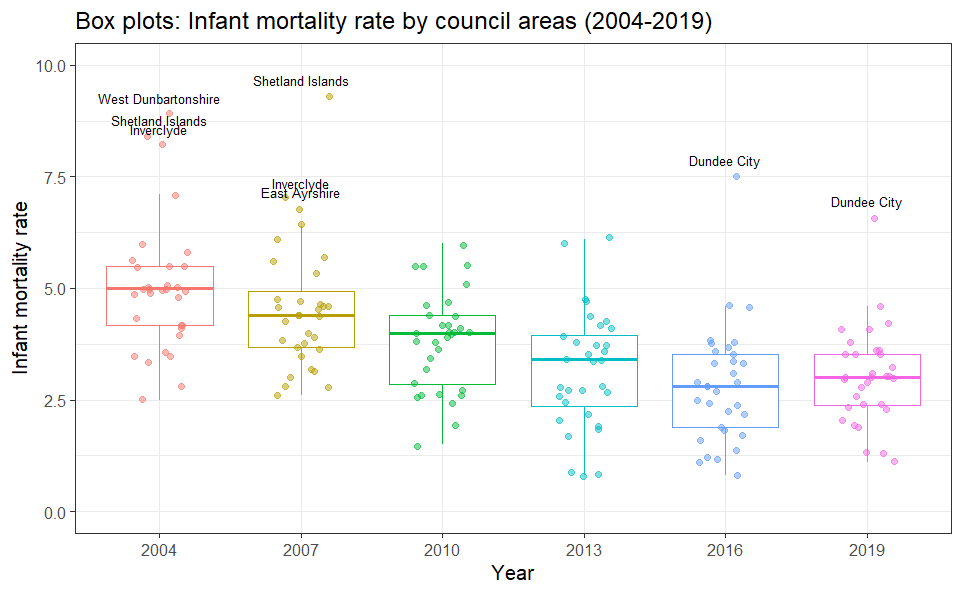 Box plots: Infant mortality rate by council areas (2004-2019)
10.0
7.5
5.0
2.5
0.0
Infant mortality rate
Shetland Islands
West Dunbartonshire
Shetland Islands
Inverclyde
Inverclyde
East Ayrshire
Dundee City
Dundee City
2004
2007
2010
2013
2016
2019
Year